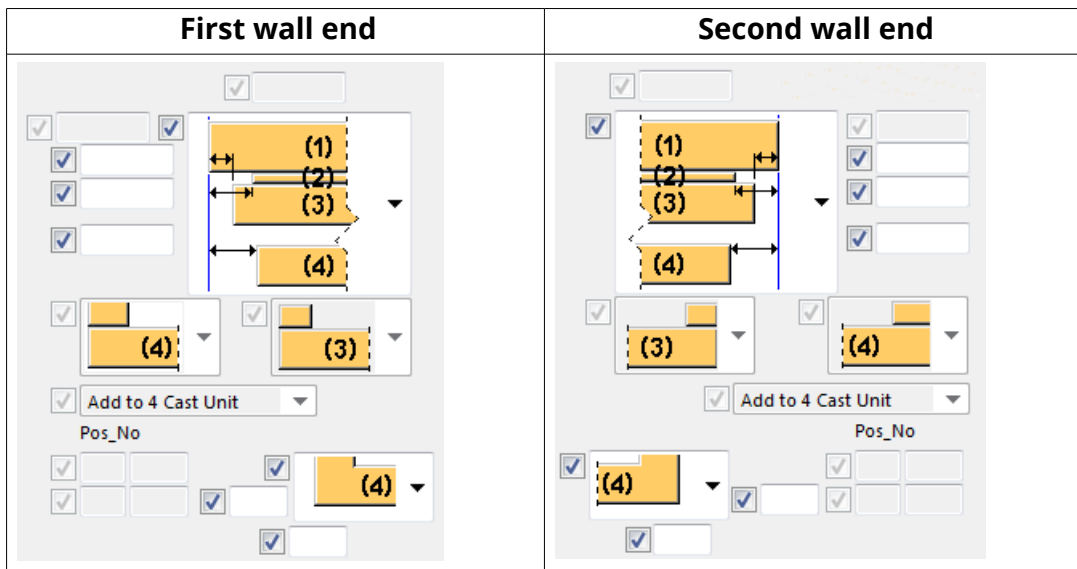 First wall end
Second wall end
(1)
(2)
(3)
(4)
(1)
(2)
(3)
(4)
(4)
(3)
(3)
(4)
Add to 4 Cast Unit
Add to 4 Cast Unit
Pos_No
Pos_No
(4)
(4)